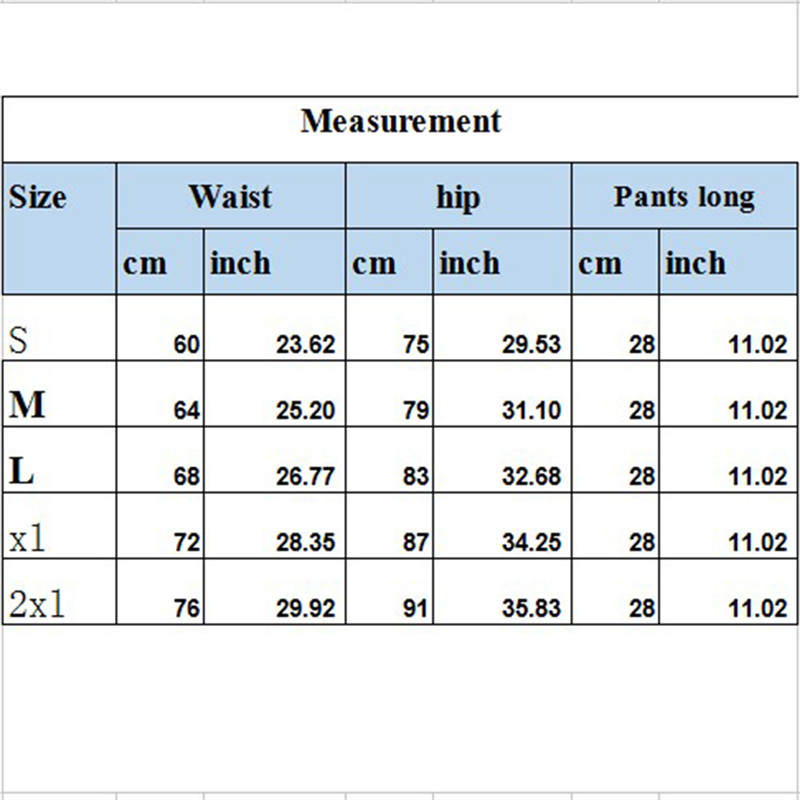 Measurement
Size Waist hip Pants long
cm inch cm inch cm inch
S 60 23.62 75 29.53 28 11.02
M 64 25.20 79 31.10 28 11.02
L 68 26.77 83 32.68 28 11.02
x1 72 28.35 87 34.25 28 11.02
2x1 76 29.92 91 35.83 28 11.02